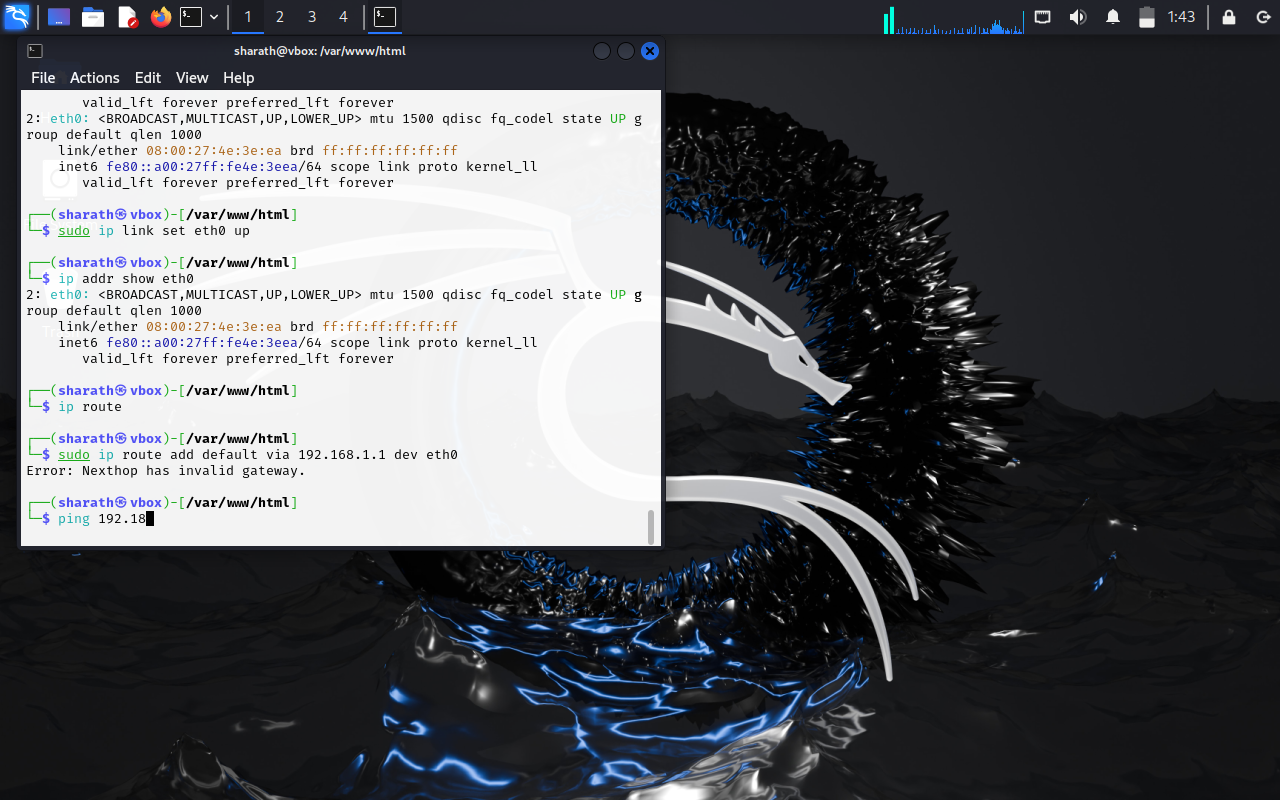 1 2 3 4 1:43
sharath@vbox: /var/www/html
File Actions Edit View Help
valid_lft forever preferred_lft forever
2: eth0: <BROADCAST,MULTICAST,UP,LOWER_UP> mtu 1500 qdisc fq_codel state UP g
roup default qlen 1000
link/ether 08:00:27:4e:3e:ea brd ff:ff:ff:ff:ff:ff
inet6 fe80::a00:27ff:fe4e:3eea/64 scope link proto kernel_ll
valid_lft forever preferred_lft forever
┌──(sharath㉿vbox)-[/var/www/html]
└─$ sudo ip link set eth0 up
┌──(sharath㉿vbox)-[/var/www/html]
└─$ ip addr show eth0
2: eth0: <BROADCAST,MULTICAST,UP,LOWER_UP> mtu 1500 qdisc fq_codel state UP g
roup default qlen 1000
link/ether 08:00:27:4e:3e:ea brd ff:ff:ff:ff:ff:ff
inet6 fe80::a00:27ff:fe4e:3eea/64 scope link proto kernel_ll
valid_lft forever preferred_lft forever
┌──(sharath㉿vbox)-[/var/www/html]
└─$ ip route
┌──(sharath㉿vbox)-[/var/www/html]
└─$ sudo ip route add default via 192.168.1.1 dev eth0
Error: Nexthop has invalid gateway.
┌──(sharath㉿vbox)-[/var/www/html]
└─$ ping 192.18